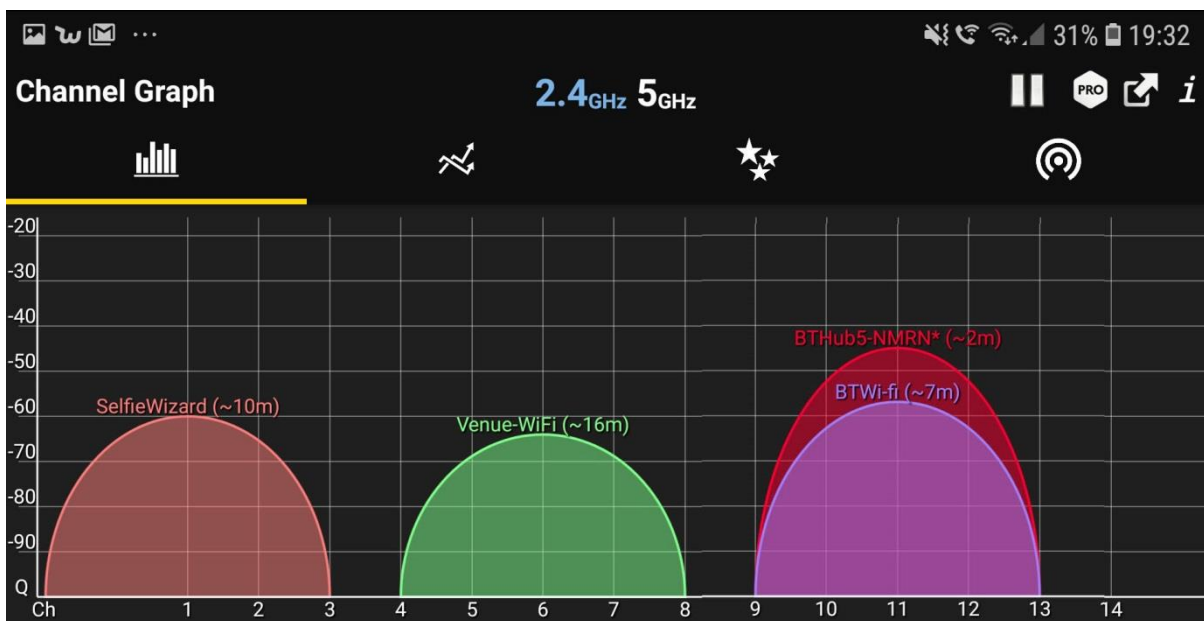 31% 19:32
Channel Graph 2.4GHz 5GHz PRO i
-20
-30
-40
BTHub5-NMRN* (~2m)
-50
BTWi-fi (~7m)
-60
SelfieWizard (~10m)
Venue-WiFi (~16m)
-70
-80
-90
Q
Ch 1 2 3 4 5 6 7 8 9 10 11 12 13 14